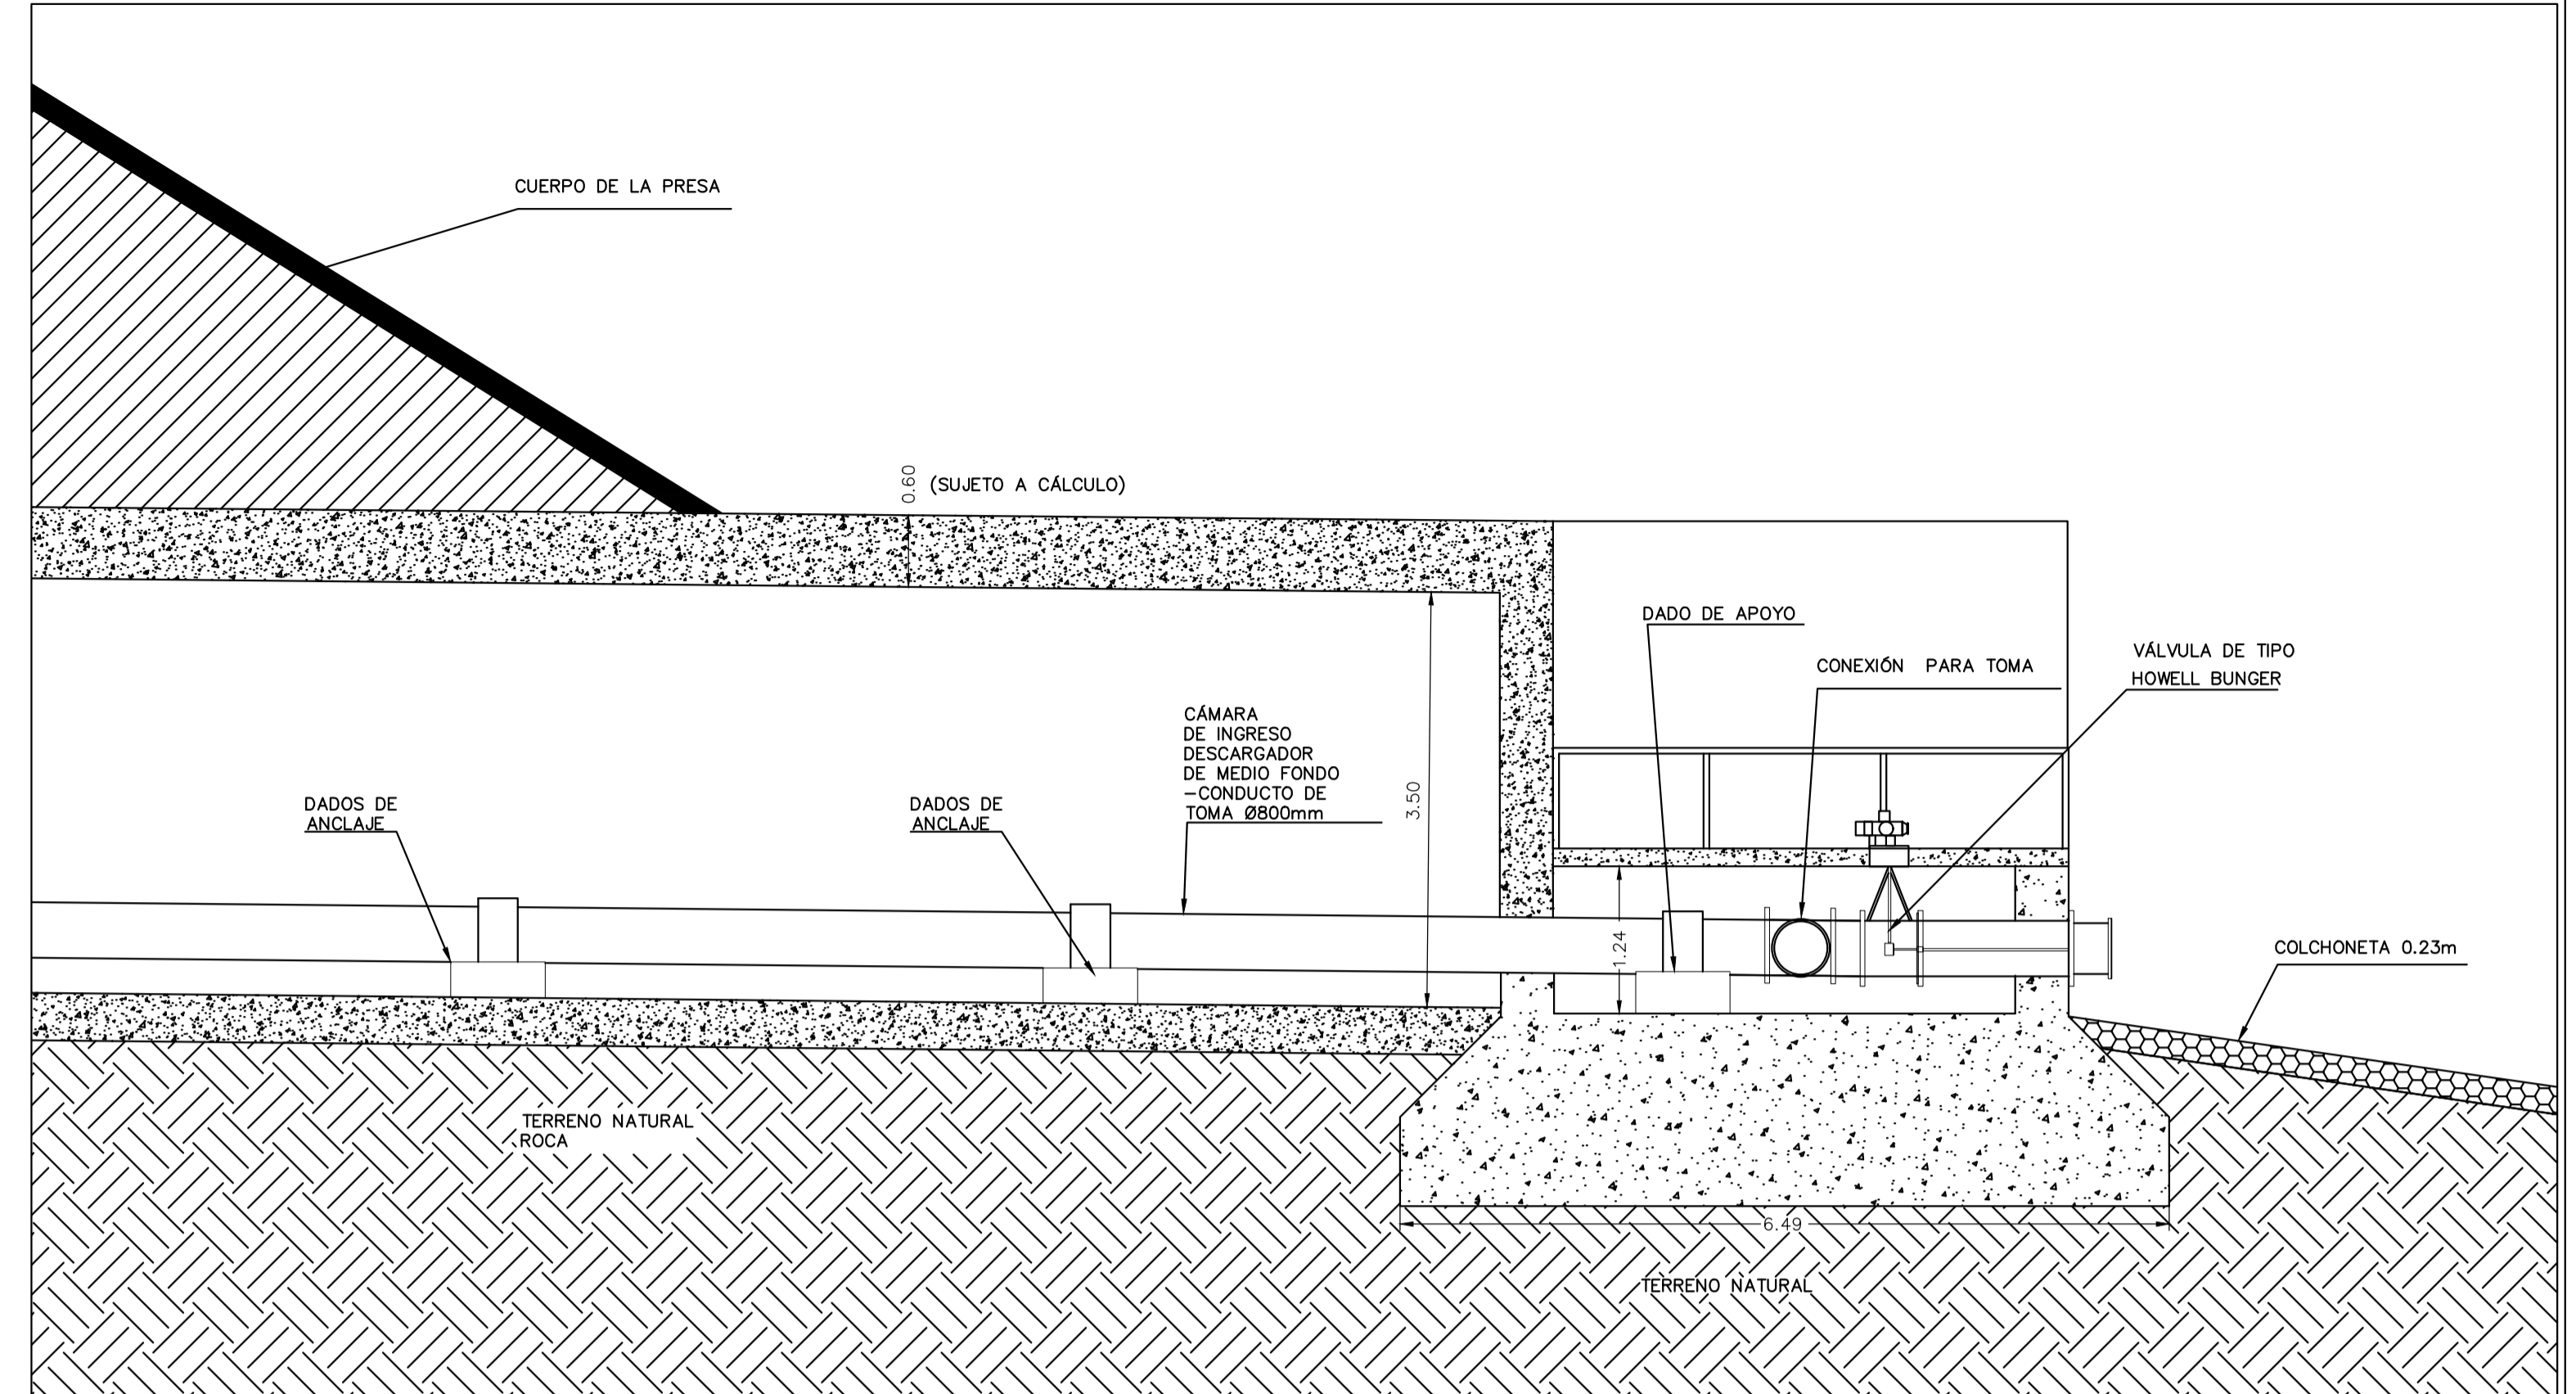 CUERPO DE LA PRESA
0.60
(SUJETO A CÁLCULO)
DADO DE APOYO
CONEXIÓN PARA TOMA
VÁLVULA DE TIPO
HOWELL BUNGER
CÁMARA
DE INGRESO
DESCARGADOR
DE MEDIO FONDO
-CONDUCTO DE
TOMA Ø800mm
3.50
DADOS DE
ANCLAJE
DADOS DE
ANCLAJE
1.24
COLCHONETA 0.23m
TERRENO NATURAL
ROCA
6.49
TERRENO NATURAL